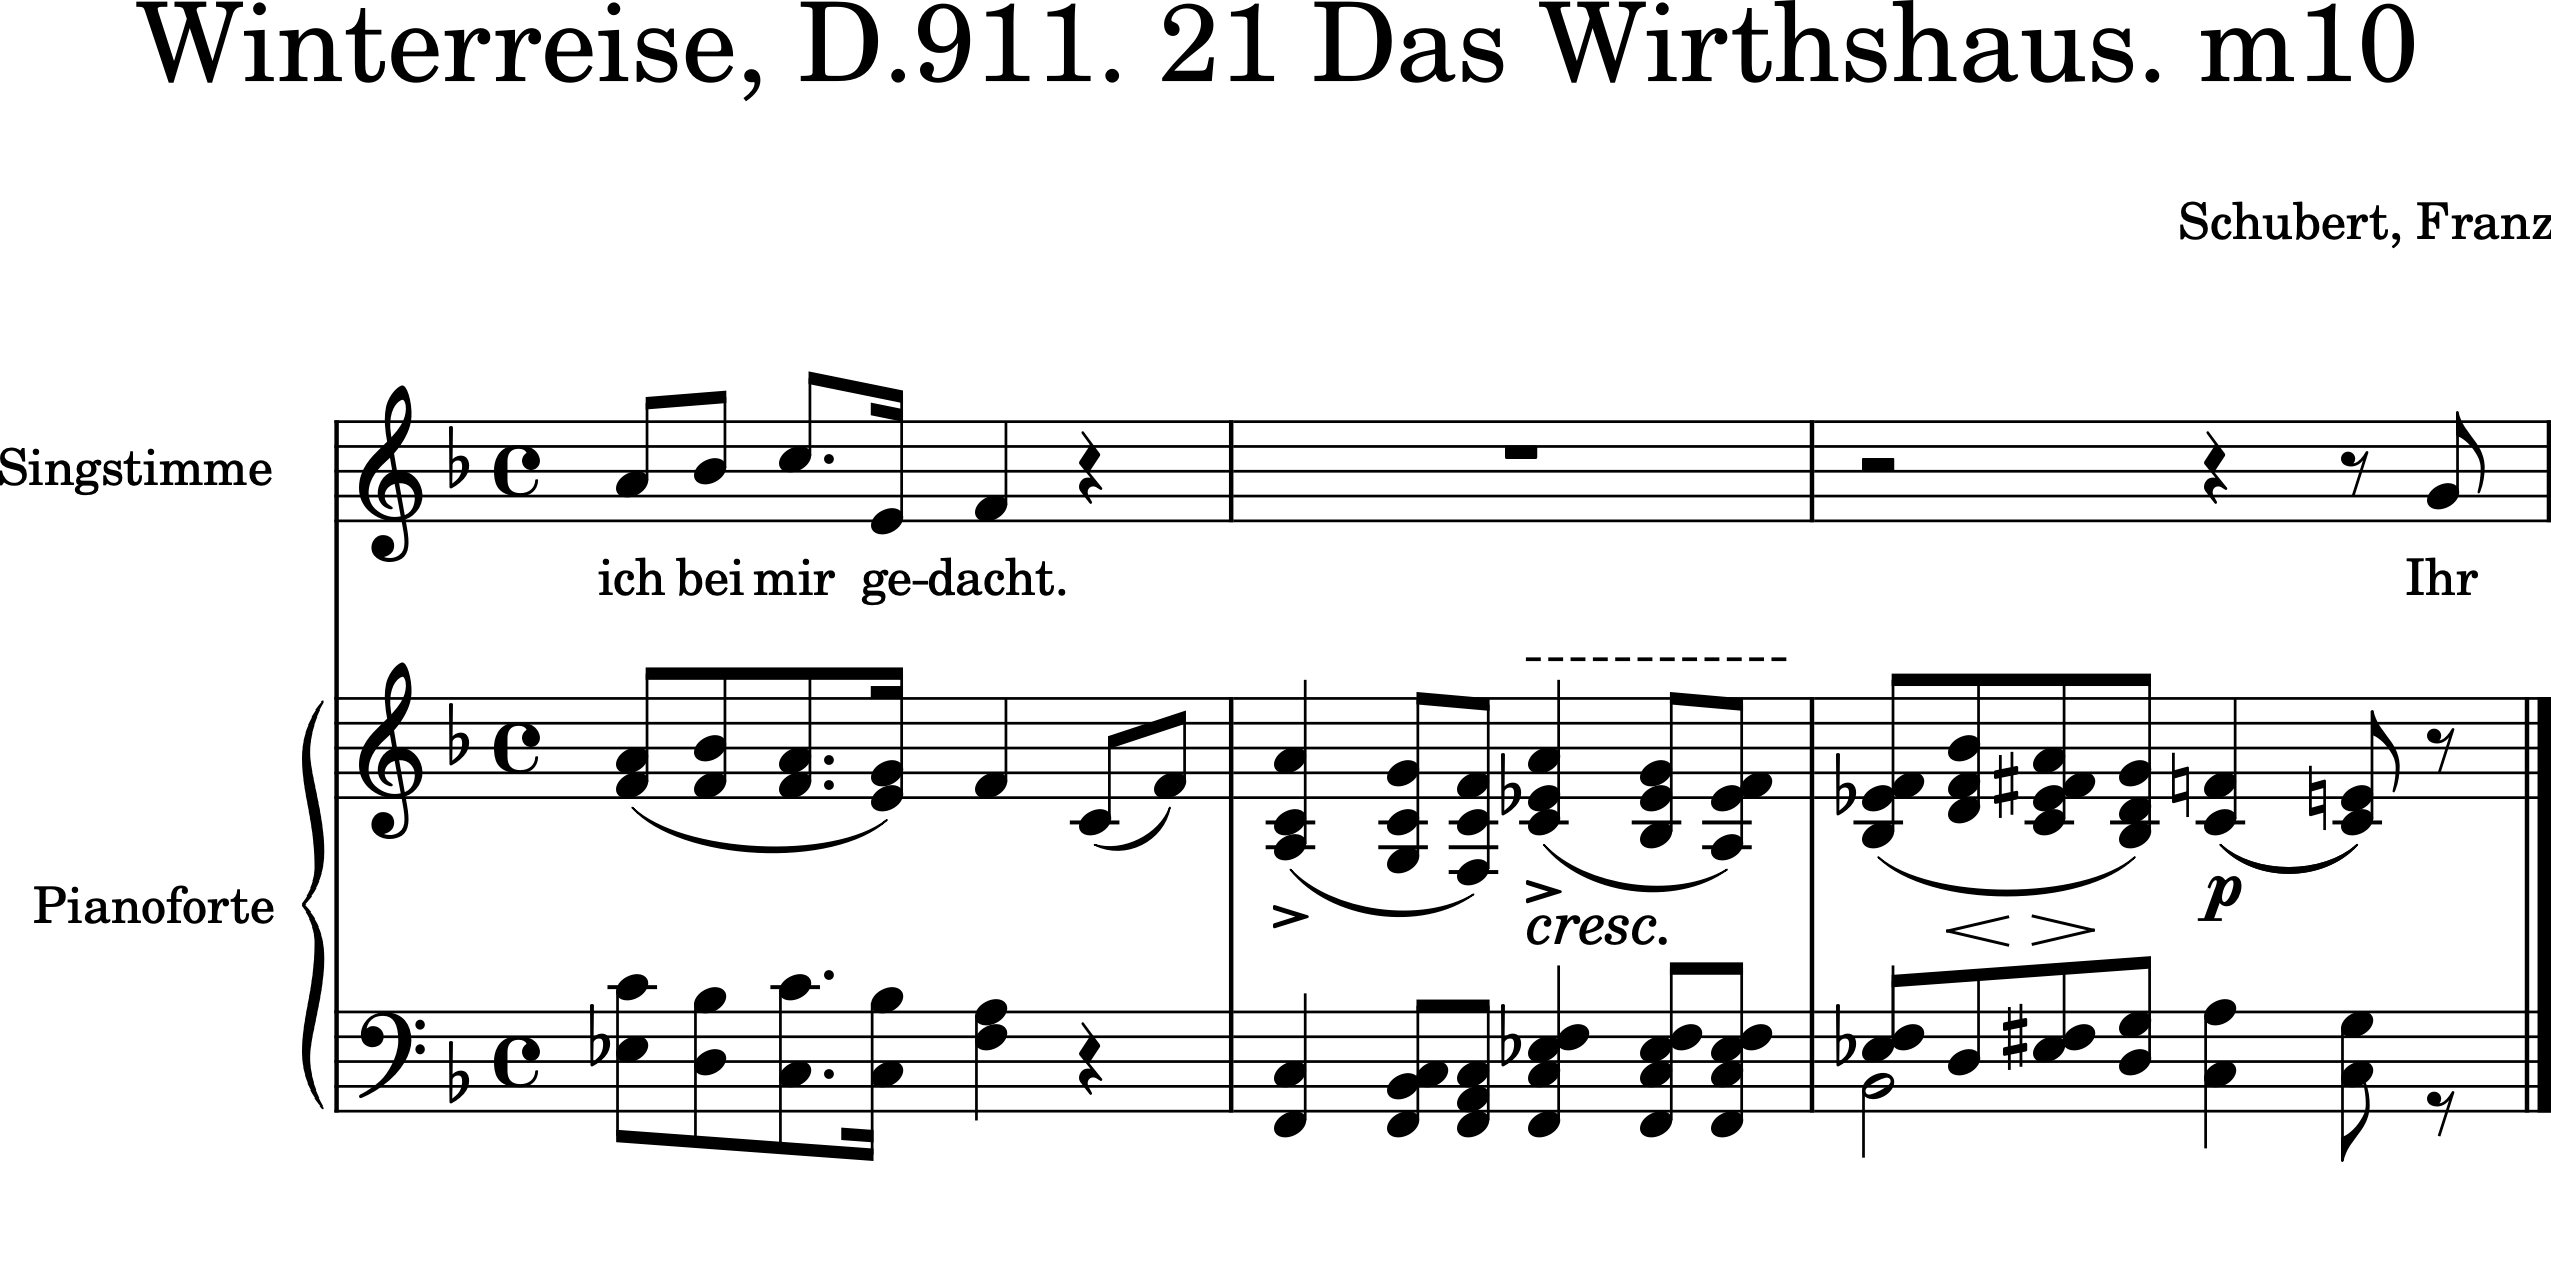 Winterreise, D.911. 21 Das Wirthshaus. m10
Schubert, Franz
Singstimme
ich bei mir ge-dacht. Ihr
Pianoforte
p
cresc.